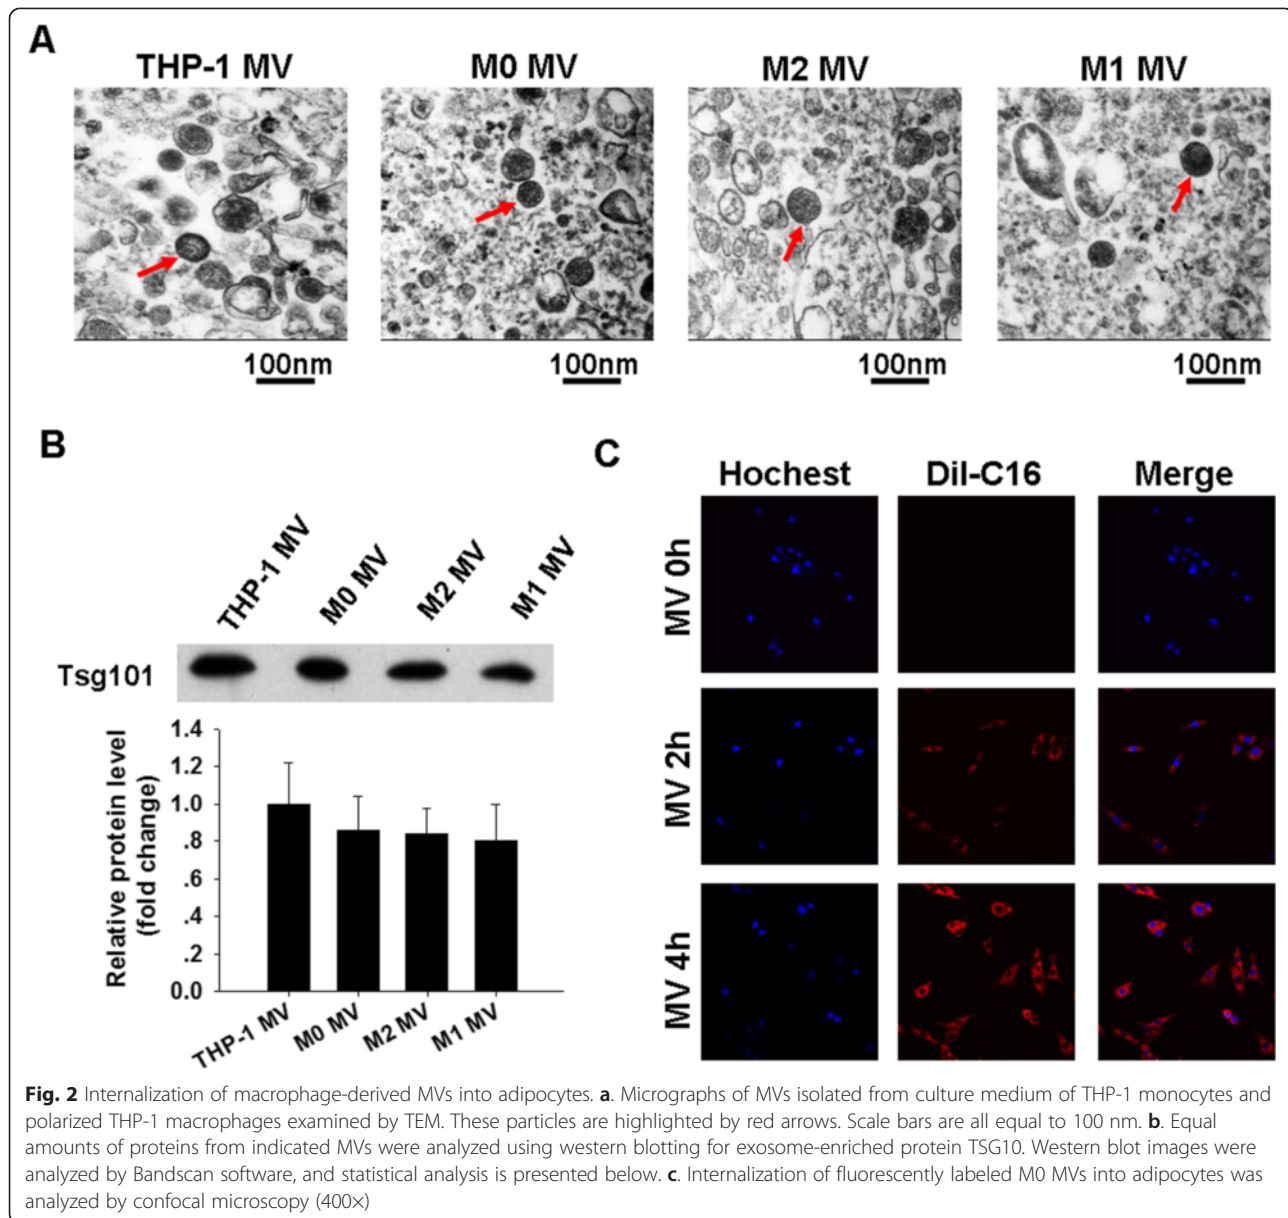 A
THP-1 MV
M0 MV
M2 MV
M1 MV
100nm
100nm
100nm
100nm
B
THP-1 MV
M0 MV
M2 MV
M1 MV
Tsg101
Relative protein level
(fold change)
1.4
1.2
1.0
.8
.6
.4
.2
0.0
THP-1 MV
M0 MV
M2 MV
M1 MV
C
Hochest
Dil-C16
Merge
MV 0h
MV 2h
MV 4h
Fig. 2 Internalization of macrophage-derived MVs into adipocytes. a. Micrographs of MVs isolated from culture medium of THP-1 monocytes and
polarized THP-1 macrophages examined by TEM. These particles are highlighted by red arrows. Scale bars are all equal to 100 nm. b. Equal
amounts of proteins from indicated MVs were analyzed using western blotting for exosome-enriched protein TSG10. Western blot images were
analyzed by Bandscan software, and statistical analysis is presented below. c. Internalization of fluorescently labeled M0 MVs into adipocytes was
analyzed by confocal microscopy (400×)